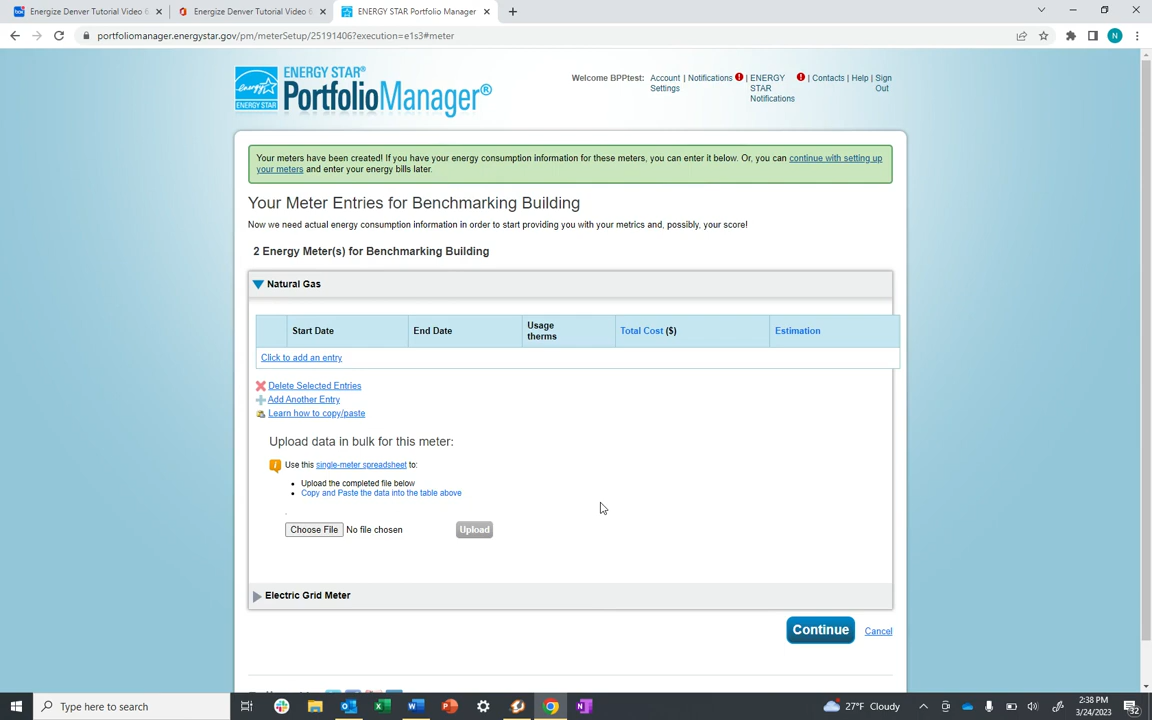 Energize Denver Tutorial Video 6
Energize Denver Tutorial Video 6
ENERGY STAR Portfolio Manager
portfoliomanager.energystar.gov/pm/meterSetup/25191406?execution=e1s3#meter
N
ENERGY STAR®
PortfolioManager®
ENERGY STAR
Welcome BPPtest: Account Settings | Notifications | ENERGY STAR Notifications | Contacts | Help | Sign Out
Your meters have been created! If you have your energy consumption information for these meters, you can enter it below. Or, you can continue with setting up
your meters and enter your energy bills later.
Your Meter Entries for Benchmarking Building
Now we need actual energy consumption information in order to start providing you with your metrics and, possibly, your score!
2 Energy Meter(s) for Benchmarking Building
Natural Gas
Start Date End Date Usage therms Total Cost ($) Estimation
Click to add an entry
Delete Selected Entries
Add Another Entry
Learn how to copy/paste
Upload data in bulk for this meter:
Use this single-meter spreadsheet to:
• Upload the completed file below
• Copy and Paste the data into the table above
.
Choose File No file chosen Upload
Electric Grid Meter
Continue Cancel
Type here to search
27°F Cloudy
2:38 PM
3/24/2023
32